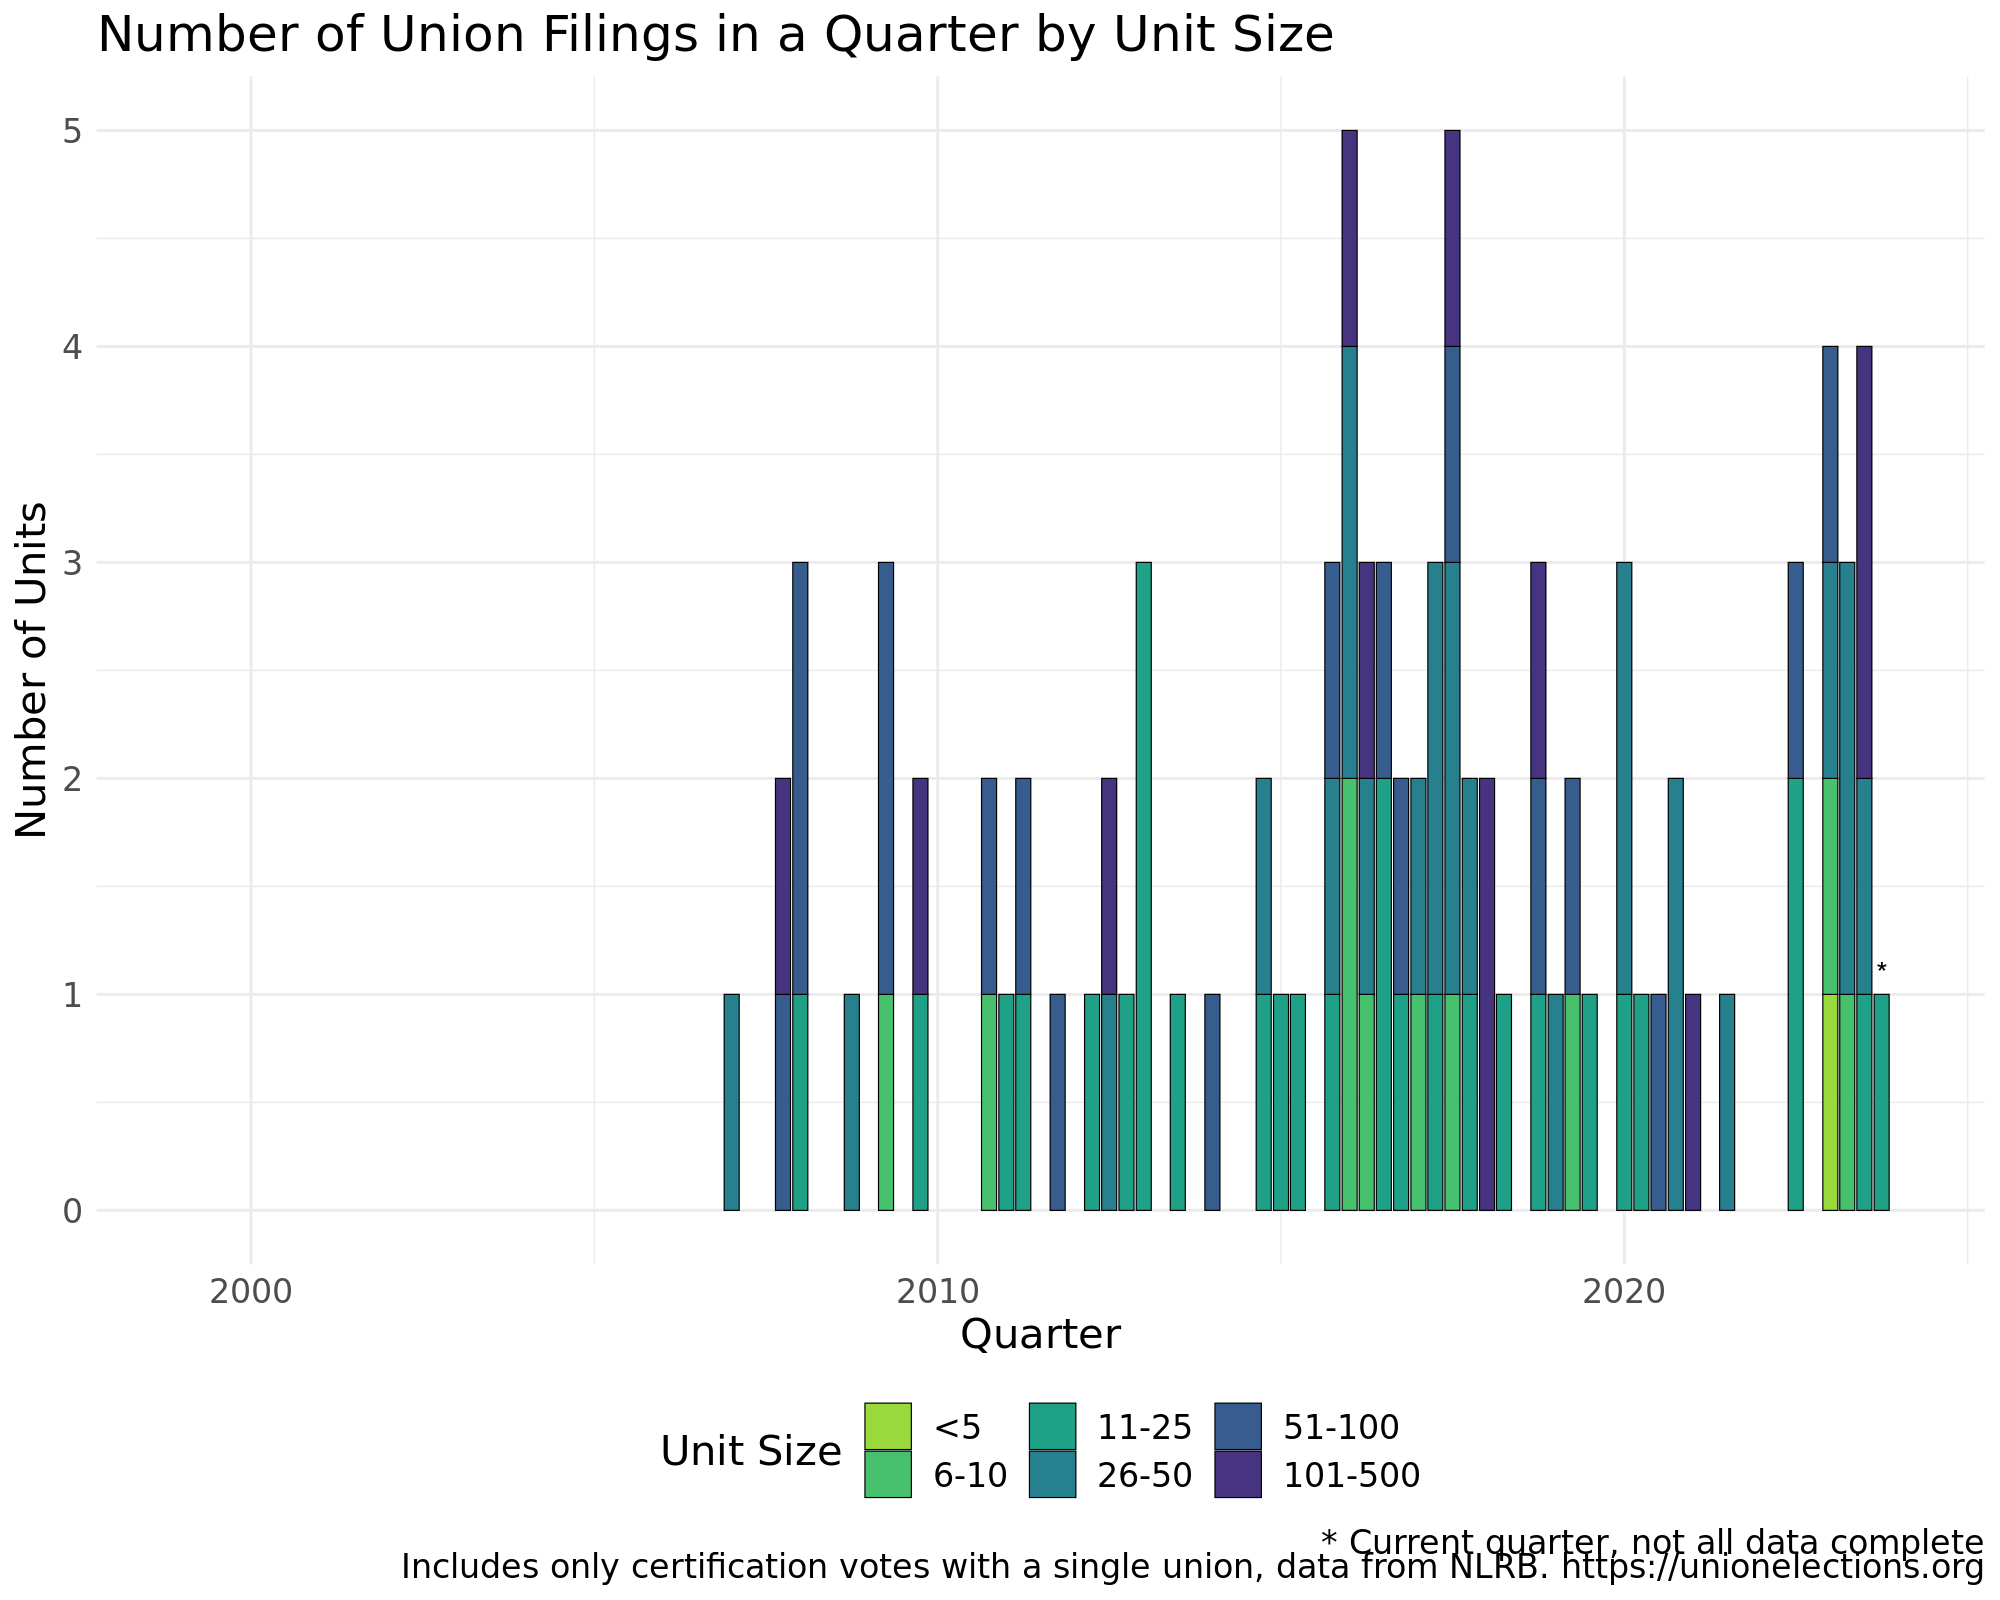 Number of Union Filings in a Quarter by Unit Size
Number of Units
5
4
3
2
1
0
*
2000 2010 2020
Quarter
Unit Size
<5 11-25 51-100
6-10 26-50 101-500
* Current quarter, not all data complete
Includes only certification votes with a single union, data from NLRB. https://unionelections.org